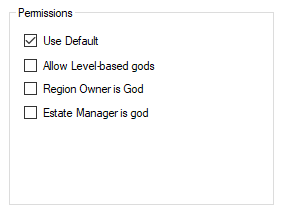 Permissions
Use Default
Allow Level-based gods
Region Owner is God
Estate Manager is god